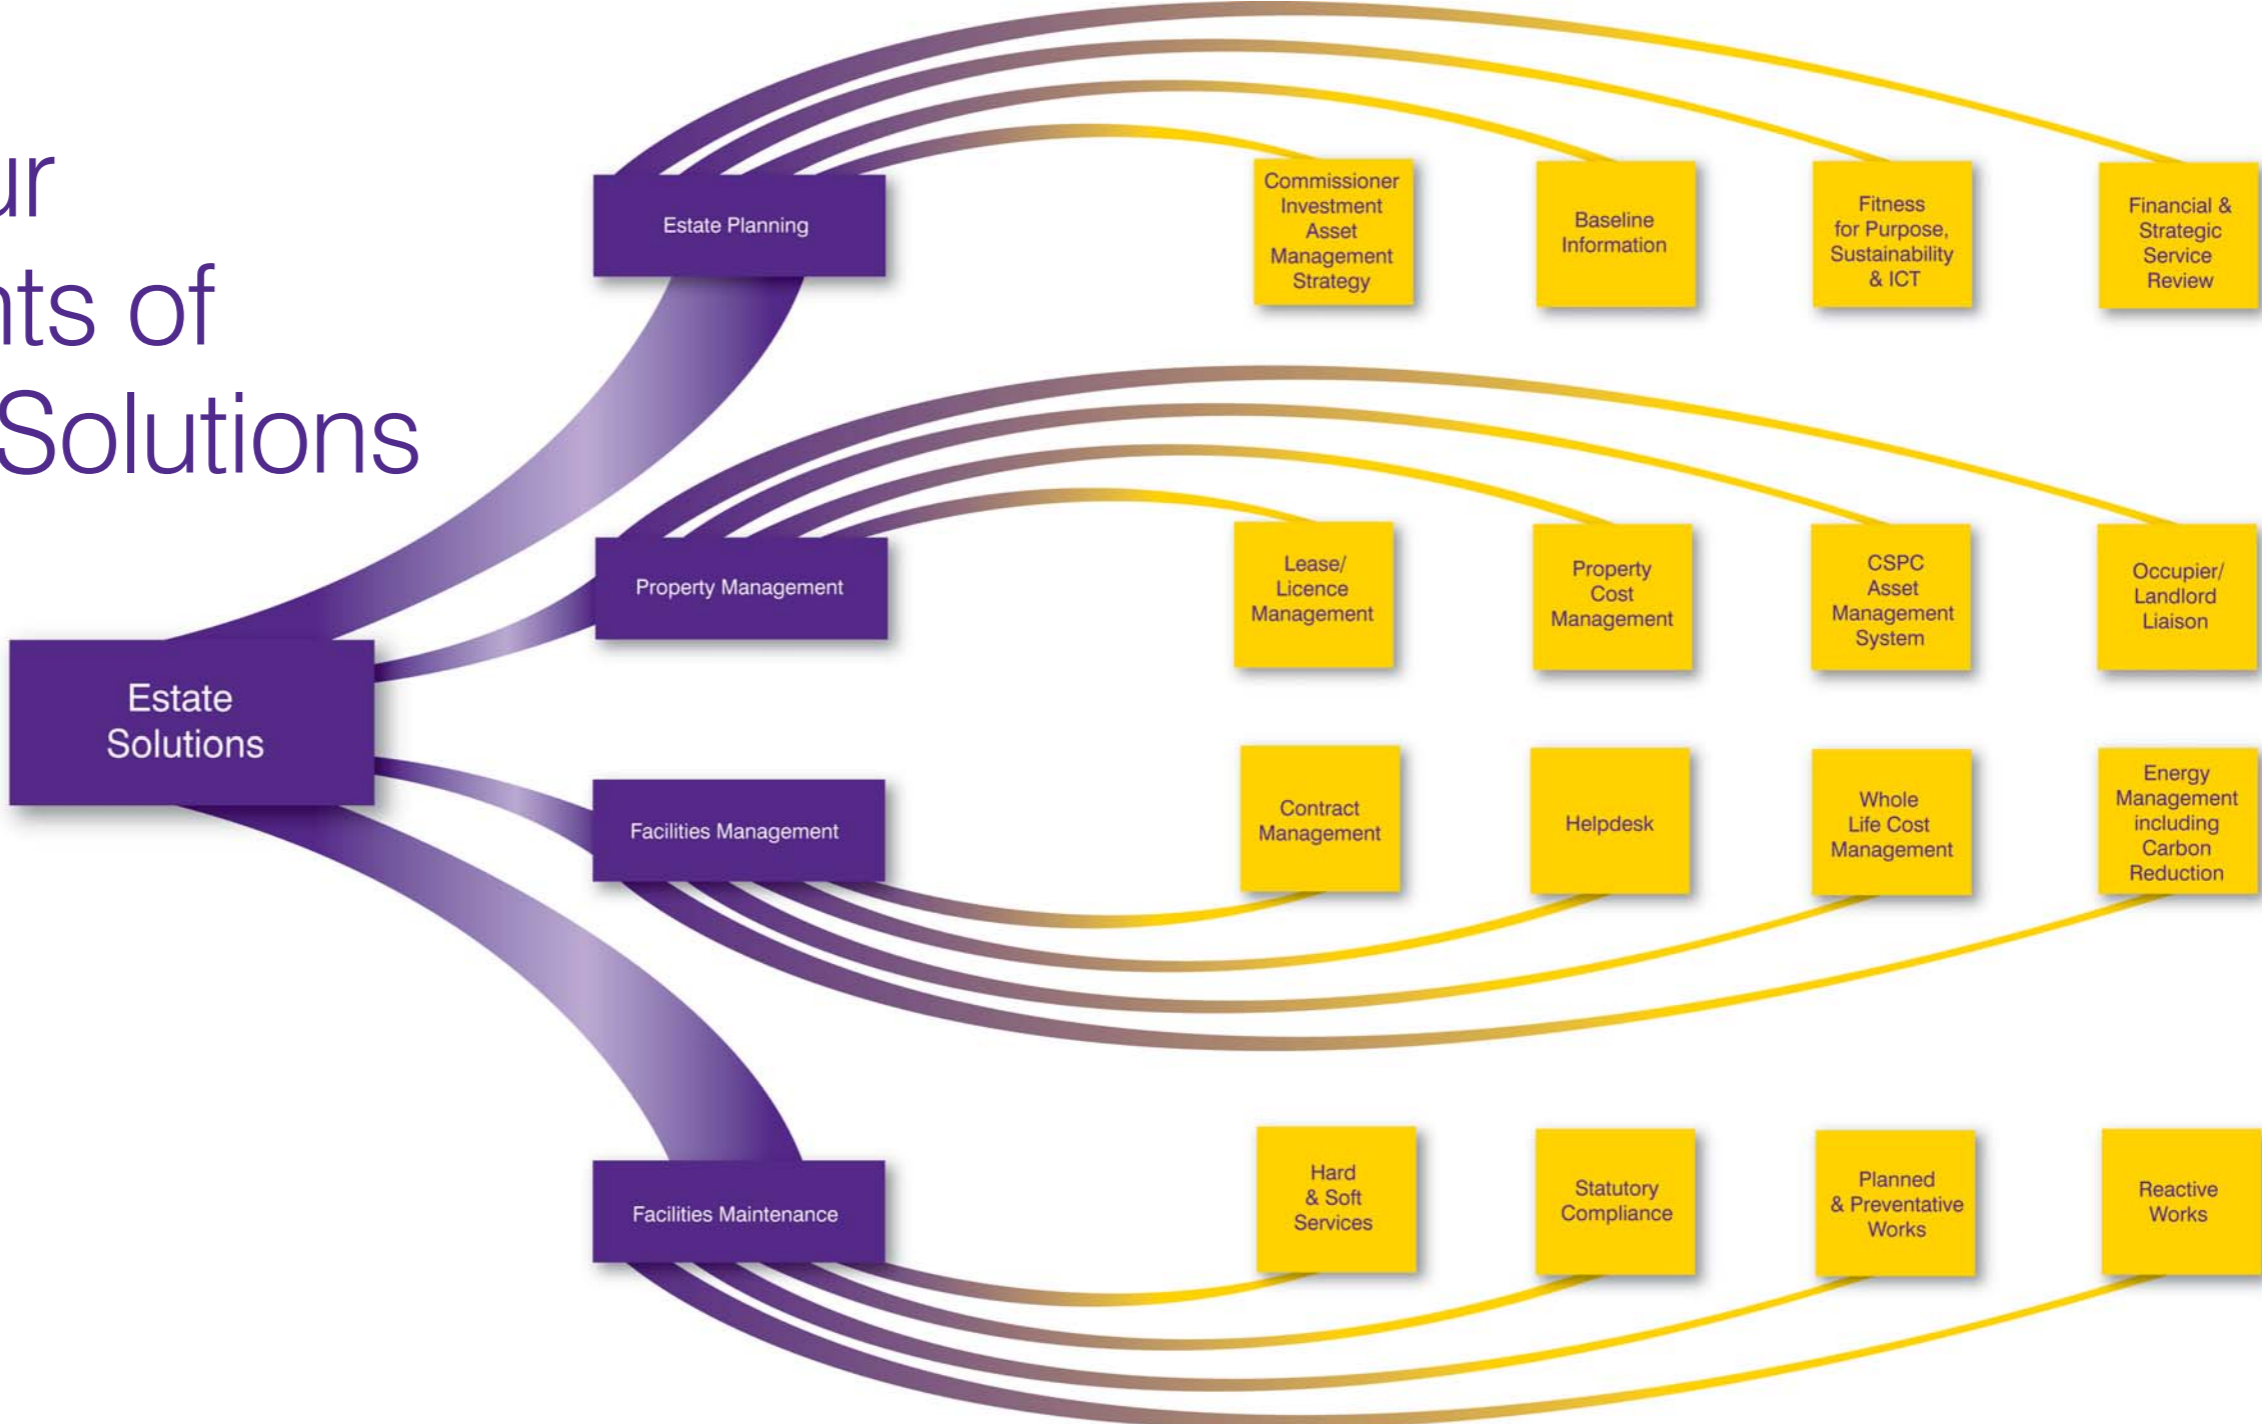 ur
nts of
Solutions
Estate Planning
Commissioner
Investment
Asset
Management
Strategy
Baseline
Information
Fitness
for Purpose,
Sustainability
& ICT
Financial &
Strategic
Service
Review
Property Management
Lease/
Licence
Management
Property
Cost
Management
CSPC
Asset
Management
System
Occupier/
Landlord
Liaison
Estate
Solutions
Facilities Management
Contract
Management
Helpdesk
Whole
Life Cost
Management
Energy
Management
including
Carbon
Reduction
Facilities Maintenance
Hard
& Soft
Services
Statutory
Compliance
Planned
& Preventative
Works
Reactive
Works